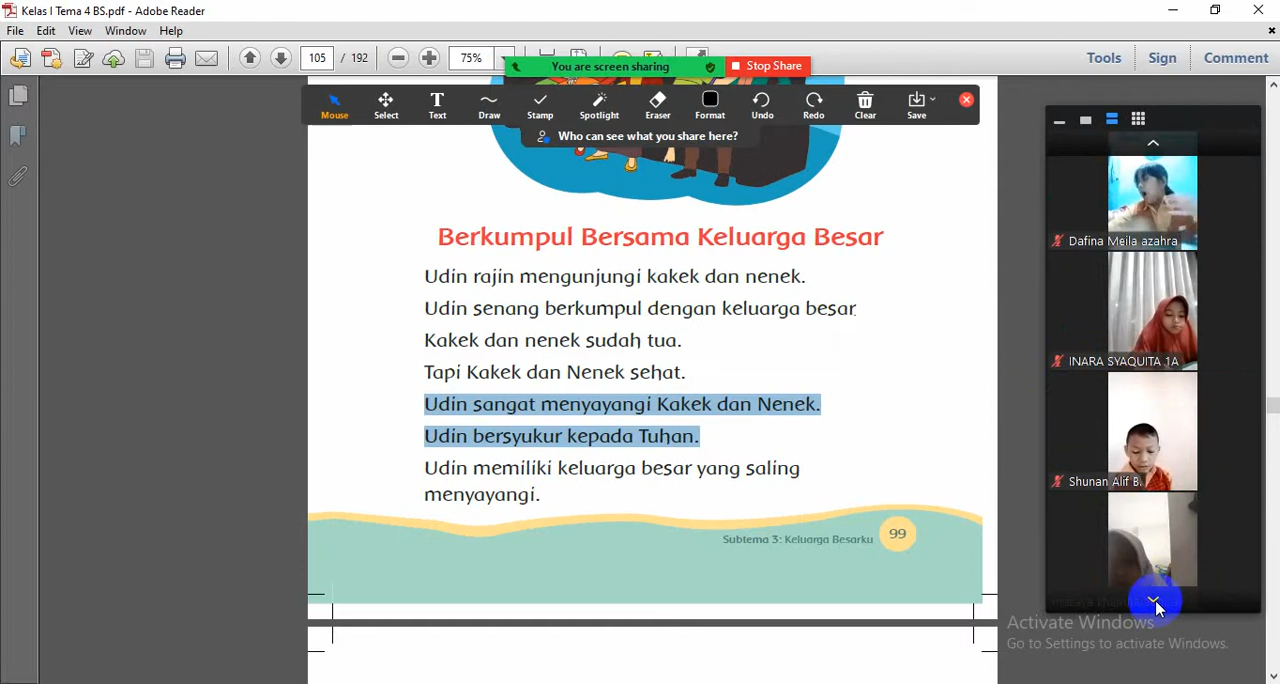 Kelas I Tema 4 BS.pdf - Adobe Reader
File Edit View Window Help
105 / 192 75% Tools Sign Comment
You are screen sharing Stop Share
Mouse Select Text Draw Stamp Spotlight Eraser Format Undo Redo Clear Save
Who can see what you share here?
Berkumpul Bersama Keluarga Besar
Udin rajin mengunjungi kakek dan nenek.
Udin senang berkumpul dengan keluarga besar.
Kakek dan nenek sudah tua.
Tapi Kakek dan Nenek sehat.
Udin sangat menyayangi Kakek dan Nenek.
Udin bersyukur kepada Tuhan.
Udin memiliki keluarga besar yang saling
menyayangi.
Subtema 3: Keluarga Besarku 99
Dafina Meila azahra
INARA SYAQUITA 1A
Shunan Alif B.
Activate Windows
Go to Settings to activate Windows.